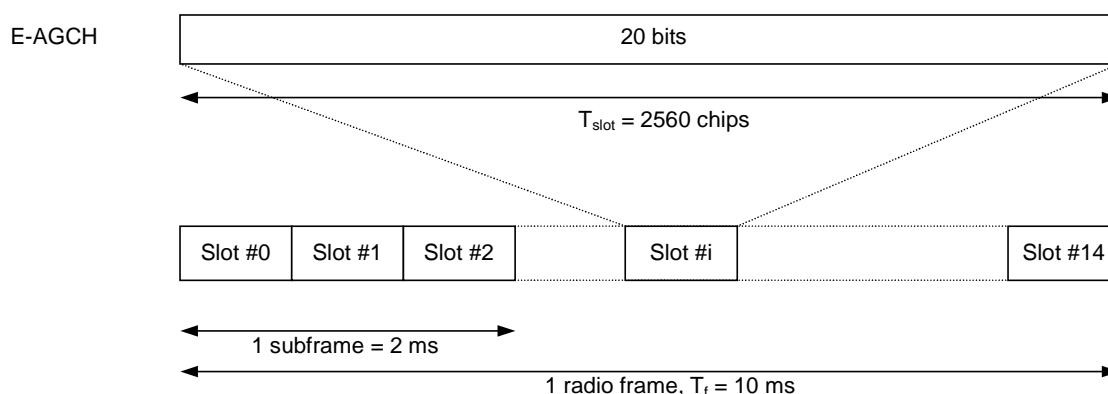 E-AGCH
20 bits
Tslot = 2560 chips
Slot #0 Slot #1 Slot #2 Slot #i Slot #14
1 subframe = 2 ms
1 radio frame, Tf = 10 ms